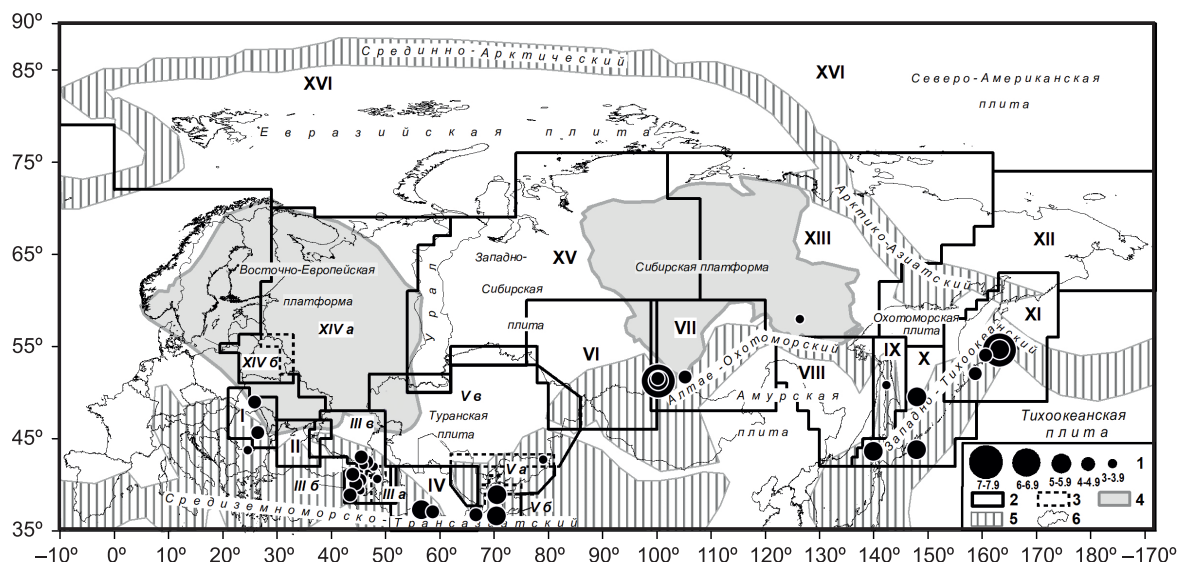 90º
85º
75º
65º
55º
45º
35º
Срединно-Арктический
XVI
XVI
Северо-Американская
плита
Евразийская плита
Арктико-Азиатский
XII
XIII
XV
Западно-
Сибирская
плита
Сибирская платформа
Восточно-Европейская
платформа
Урал
XIV а
XIV б
Охотоморская
плита
XI
VII
VI
IX
X
Алтае-Охотоморский
VIII
Амурская
плита
Западно-Тихоокеанский
Тихоокеанская
плита
V в
Туранская
плита
I
II
III в
III б
III а
IV
V а
V б
Средиземноморско-Трансазиатский
7-7.9
6-6.9
5-5.9
4-4.9
3-3.9
1
2
3
4
5
6
–10 0º 10º 20º 30º 40º 50º 60º 70º 80º 90º 100º 110º 120º 130º 140º 150º 160º 170º –180º –170º